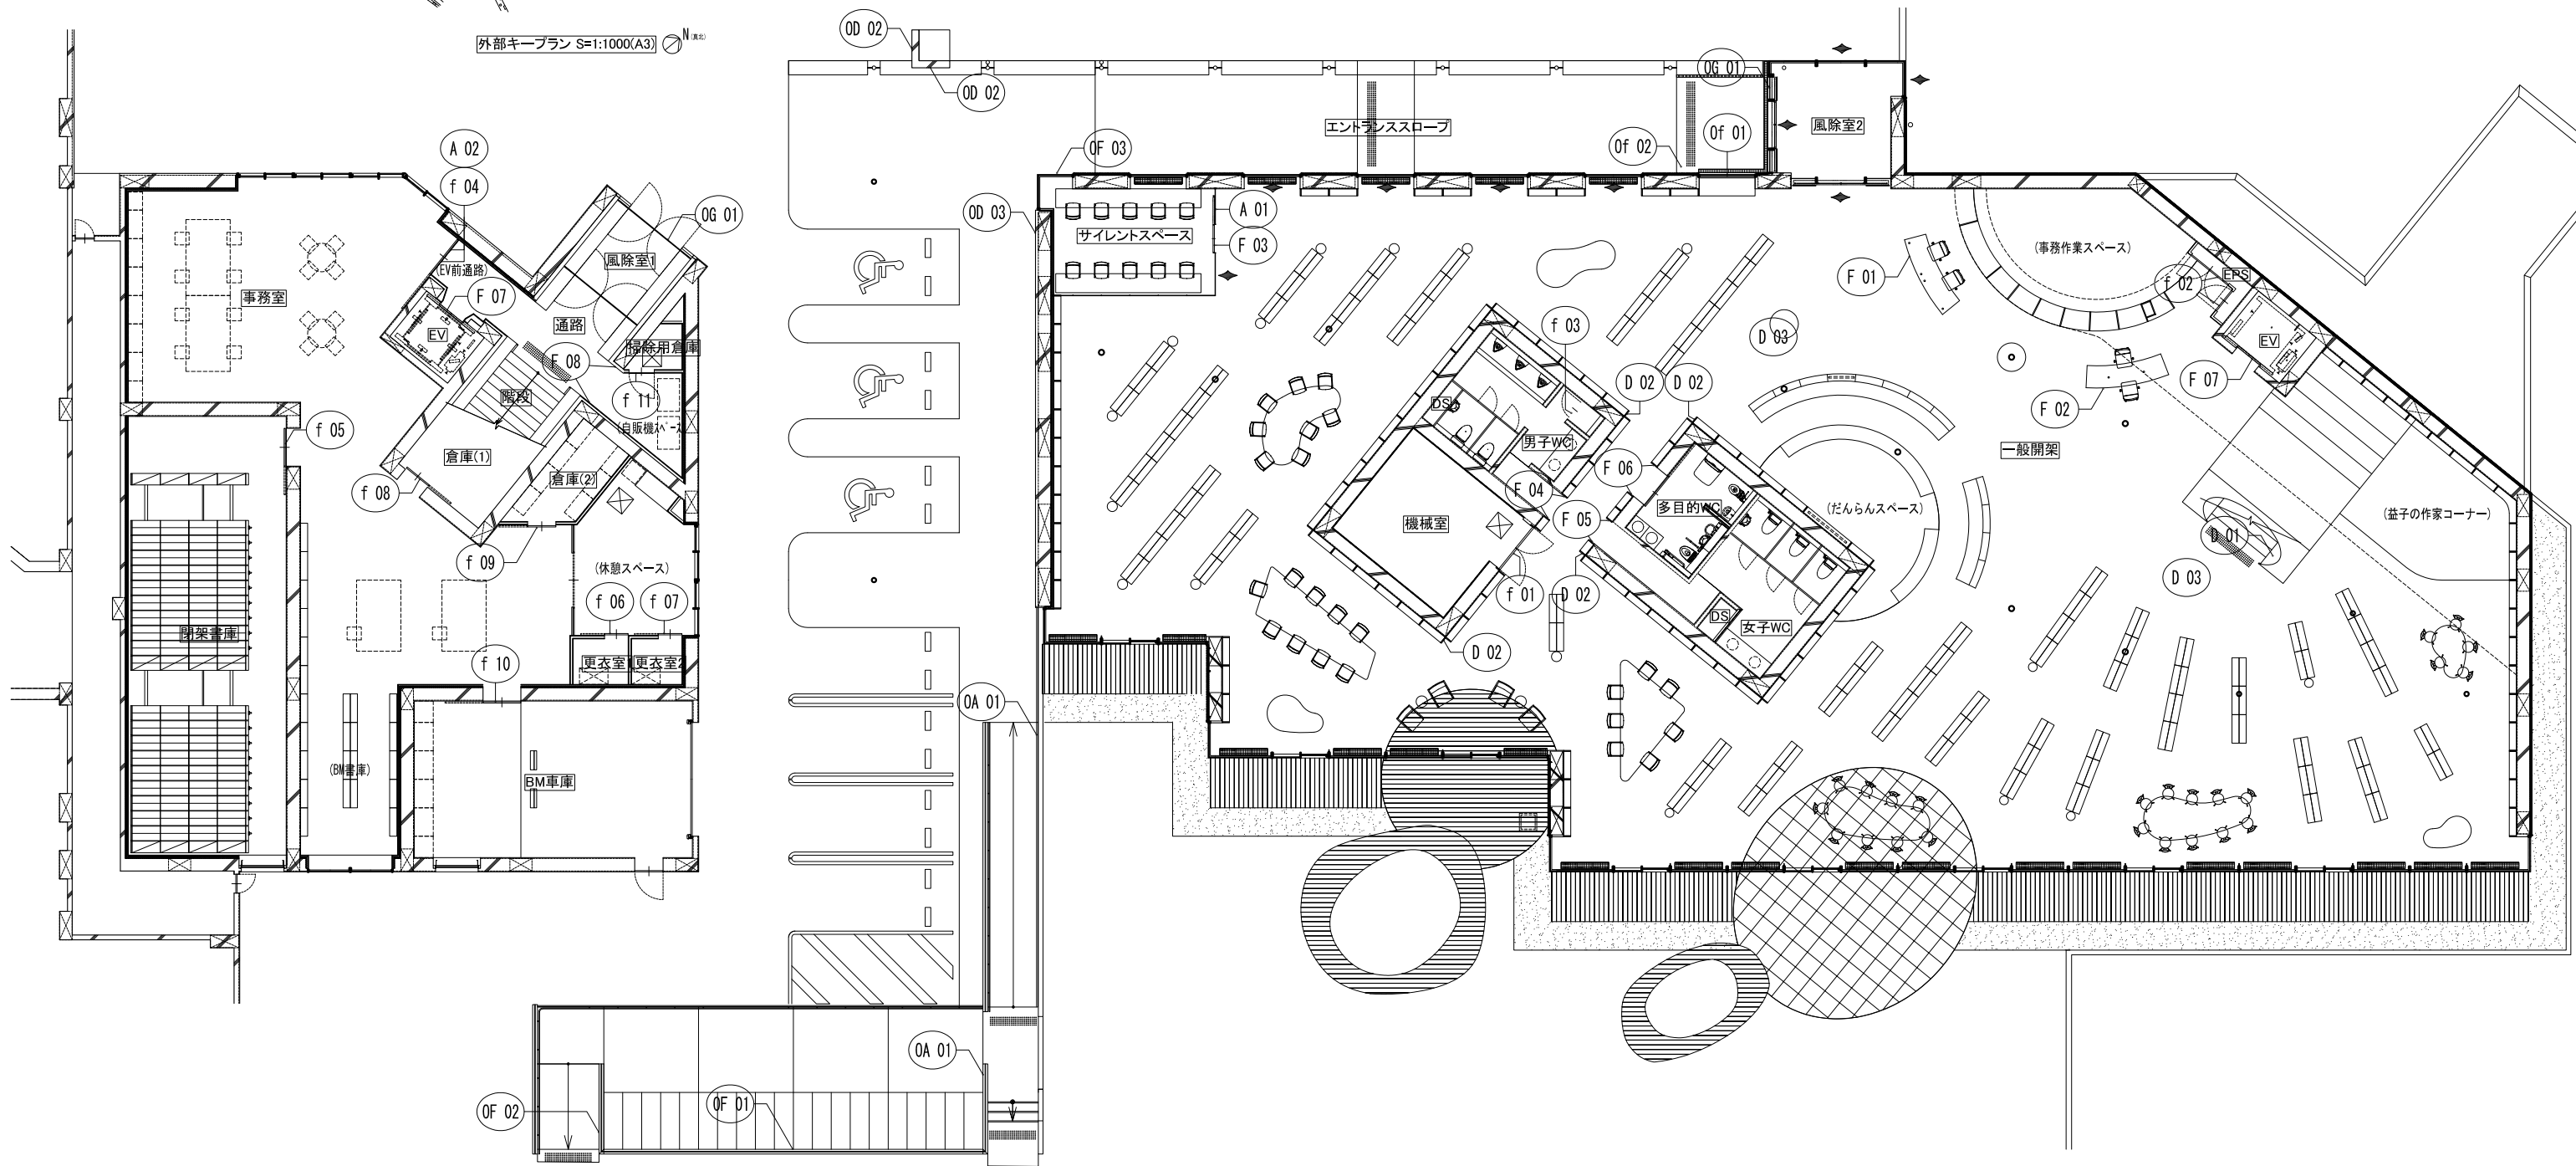 外部キープラン S=1:1000(A3)
N
OD 02
OD 02
OG 01
エントランススロープ
風除室2
Of 01
Of 02
OF 03
A 02
f 04
OG 01
OD 03
サイレントスペース
A 01
F 03
(事務作業スペース)
F 01
f 02
EPS
風除室1
(EV前通路)
F 07
事務室
通路
EV
掃除用倉庫
F 08
f 11
階段
(自販機スペース
f 05
倉庫(1)
倉庫(2)
f 08
f 09
f 03
D 03
D 02
D 02
EV
F 07
F 02
DS
男子WC
一般開架
F 06
F 04
多目的WC
F 05
機械室
(だんらんスペース)
(益子の作家コーナー)
D 01
D 03
(休憩スペース)
f 06
f 07
f 01
D 02
DS
女子WC
閉架書庫
更衣室
更衣室2
f 10
D 02
OA 01
(BM書庫)
BM車庫
OA 01
OF 02
OF 01